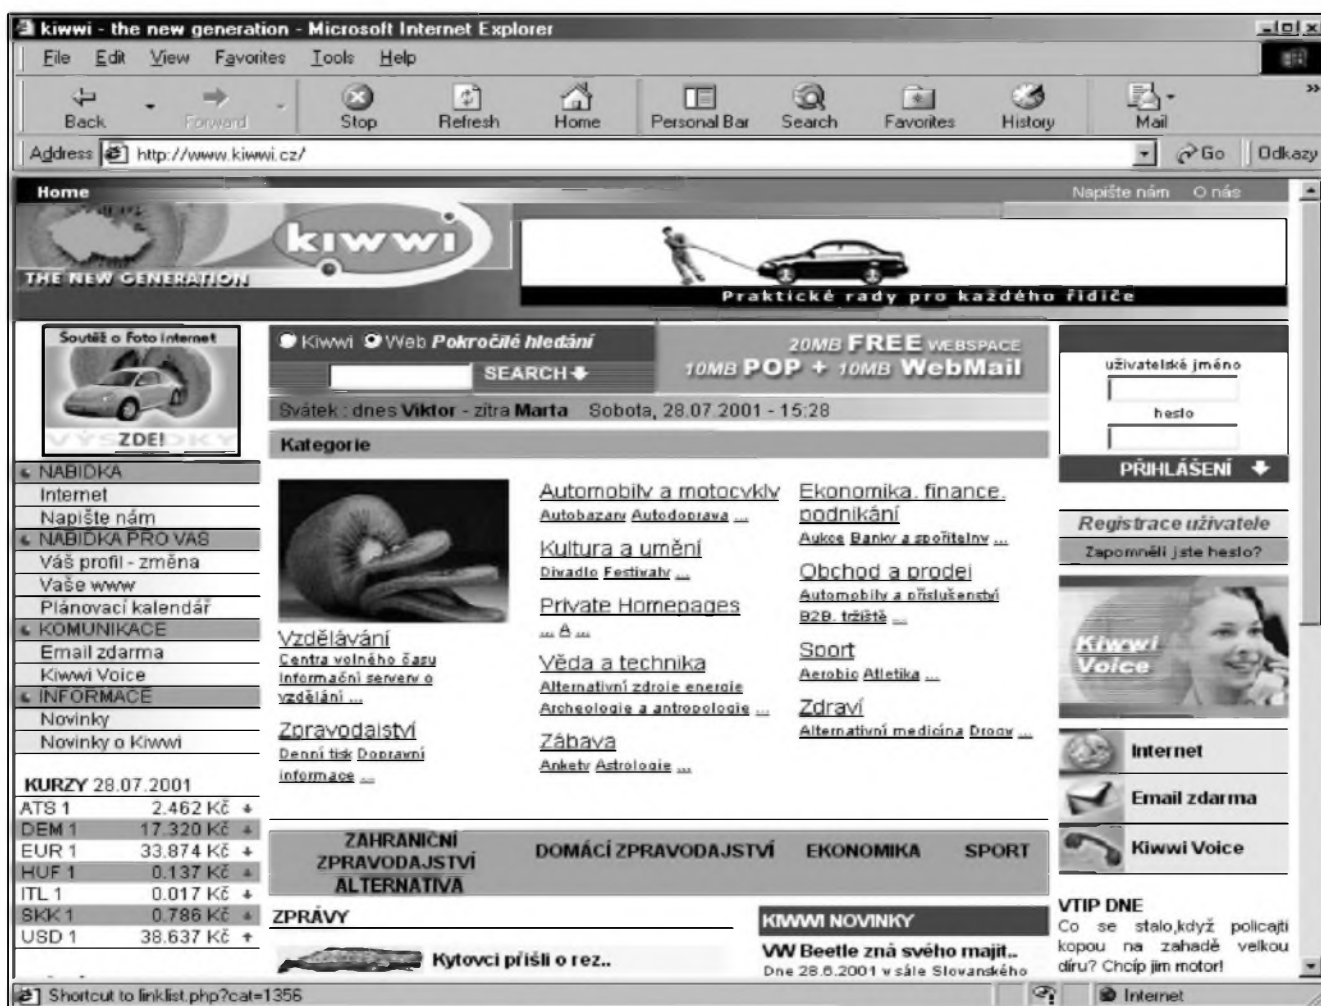 kiwwi - the new generation - Microsoft Internet Explorer
File Edit View Favorites Tools Help
Back Forward Stop Refresh Home Personal Bar Search Favorites History Mail
Address http://www.kiwwi.cz/ Go Odkazy
Home Napište nám O nás
kiwwi
THE NEW GENERATION
Praktické rady pro každého řidiče
Soutěž o Foto internet
ZDE!
VÝSLEDKY
Kiwwi Web Pokročilé hledání
SEARCH
20MB FREE WEBSPACE
10MB POP + 10MB WebMail
Svátek : dnes Viktor - zítra Marta Sobota, 28.07.2001 - 15:28
uživatelské jméno
heslo
PŘIHLÁŠENÍ
Registrace uživatele
Zapomněli jste heslo?
Kiwwi
Voice
Internet
Email zdarma
Kiwwi Voice
VTIP DNE
Co se stalo,když policajti
kopou na zahadě velkou
díru? Chcíp jim motor!
NABÍDKA
Internet
Napište nám
NABÍDKA PRO VÁS
Váš profil - změna
Vaše www
Plánovací kalendář
KOMUNIKACE
Email zdarma
Kiwwi Voice
INFORMACE
Novinky
Novinky o Kiwwi
KURZY 28.07.2001
ATS 1 2.462 Kč
DEM 1 17.320 Kč
EUR 1 33.874 Kč
HUF 1 0.137 Kč
ITL 1 0.017 Kč
SKK 1 0.786 Kč
USD 1 38.637 Kč
Kategorie
Vzdělávání
Centra volného času
Informační servery o
vzdělání ...
Zpravodajství
Denní tisk Dopravní
informace ...
Automobily a motocykly
Autobazary Autodoprava ...
Kultura a umění
Divadlo Festivaly ...
Private Homepages
... A ...
Věda a technika
Alternativní zdroje energie
Archeologie a antropologie ...
Zábava
Ankety Astrologie ...
Ekonomika, finance,
podnikání
Aukce Banky a spořitelny ...
Obchod a prodej
Automobily a příslušenství
B2B, tržiště ...
Sport
Aerobic Atletika ...
Zdraví
Alternativní medicína Drogy ...
ZAHRANIČNÍ
ZPRAVODAJSTVÍ
ALTERNATIVA
DOMÁCÍ ZPRAVODAJSTVÍ EKONOMIKA SPORT
ZPRÁVY
Kytovci přišli o rez..
KIWWI NOVINKY
VW Beetle zná svého majit..
Dne 28.6.2001 v sále Slovanského
Shortcut to linklist.php?cat=1356 Internet